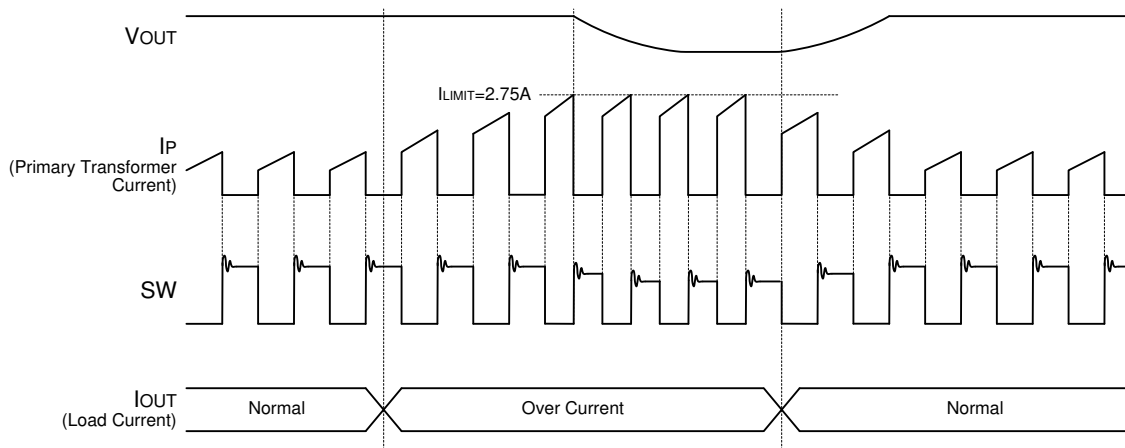 VOUT
ILIMIT=2.75A
IP
(Primary Transformer
Current)
SW
IOUT
(Load Current)
Normal
Over Current
Normal